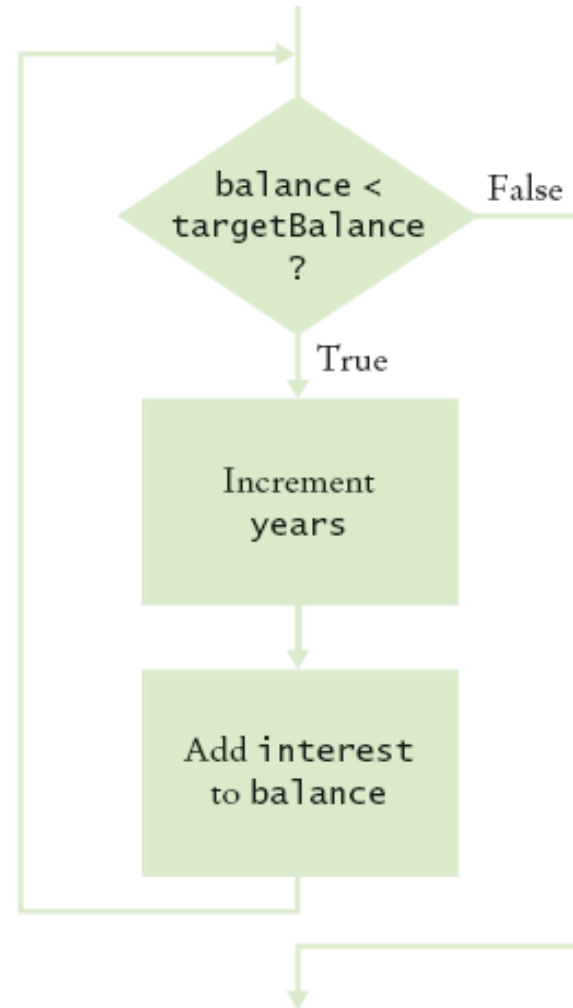 balance <
targetBalance
?
False
True
Increment
years
Add interest
to balance